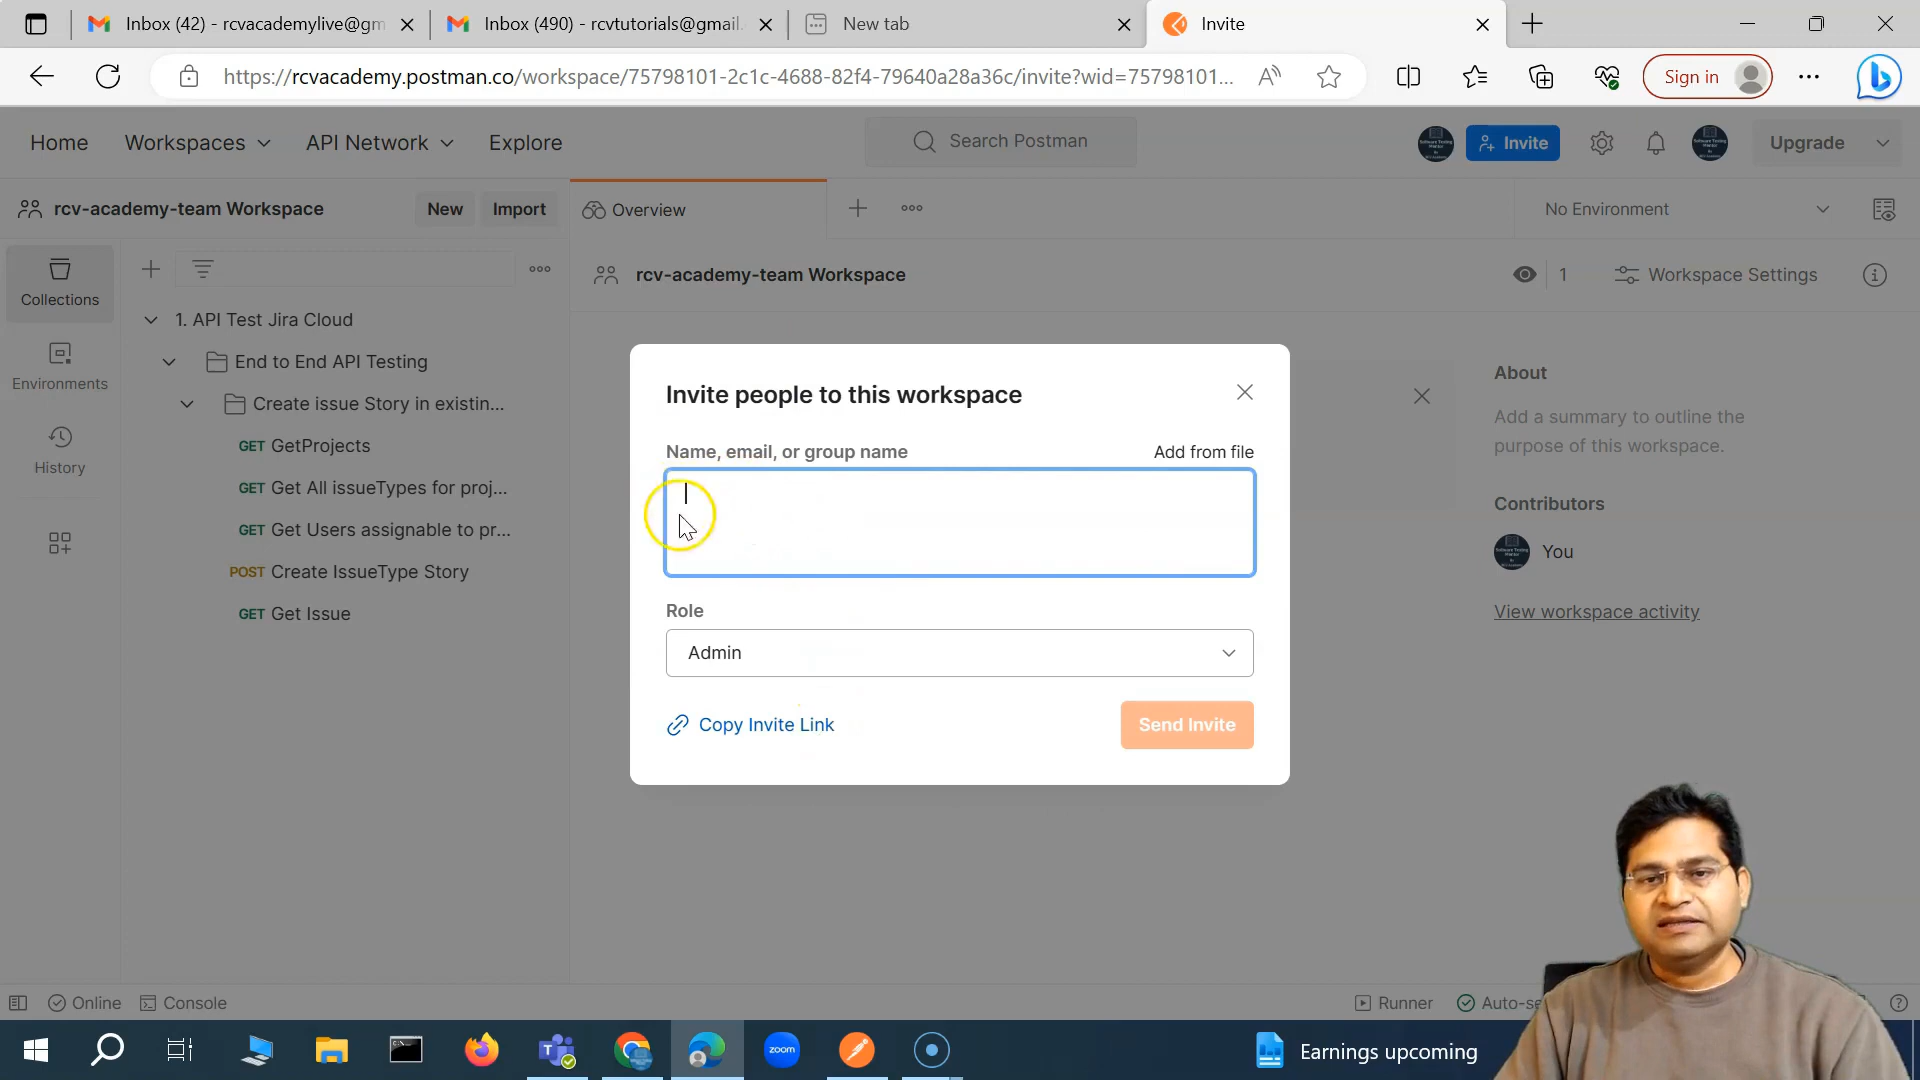 Inbox (42) - rcvacademylive@gm
Inbox (490) - rcvtutorials@gmail.
New tab
Invite
https://rcvacademy.postman.co/workspace/75798101-2c1c-4688-82f4-79640a28a36c/invite?wid=75798101...
Sign in
Home
Workspaces
API Network
Explore
Search Postman
Invite
Upgrade
rcv-academy-team Workspace
New
Import
Overview
No Environment
Collections
Environments
History
rcv-academy-team Workspace
1
Workspace Settings
1. API Test Jira Cloud
End to End API Testing
Create issue Story in existin...
GET GetProjects
GET Get All issueTypes for proj...
GET Get Users assignable to pr...
POST Create IssueType Story
GET Get Issue
Invite people to this workspace
Name, email, or group name
Add from file
Role
Admin
Copy Invite Link
Send Invite
About
Add a summary to outline the
purpose of this workspace.
Contributors
You
View workspace activity
Online
Console
Runner
Auto-se
zoom
Earnings upcoming